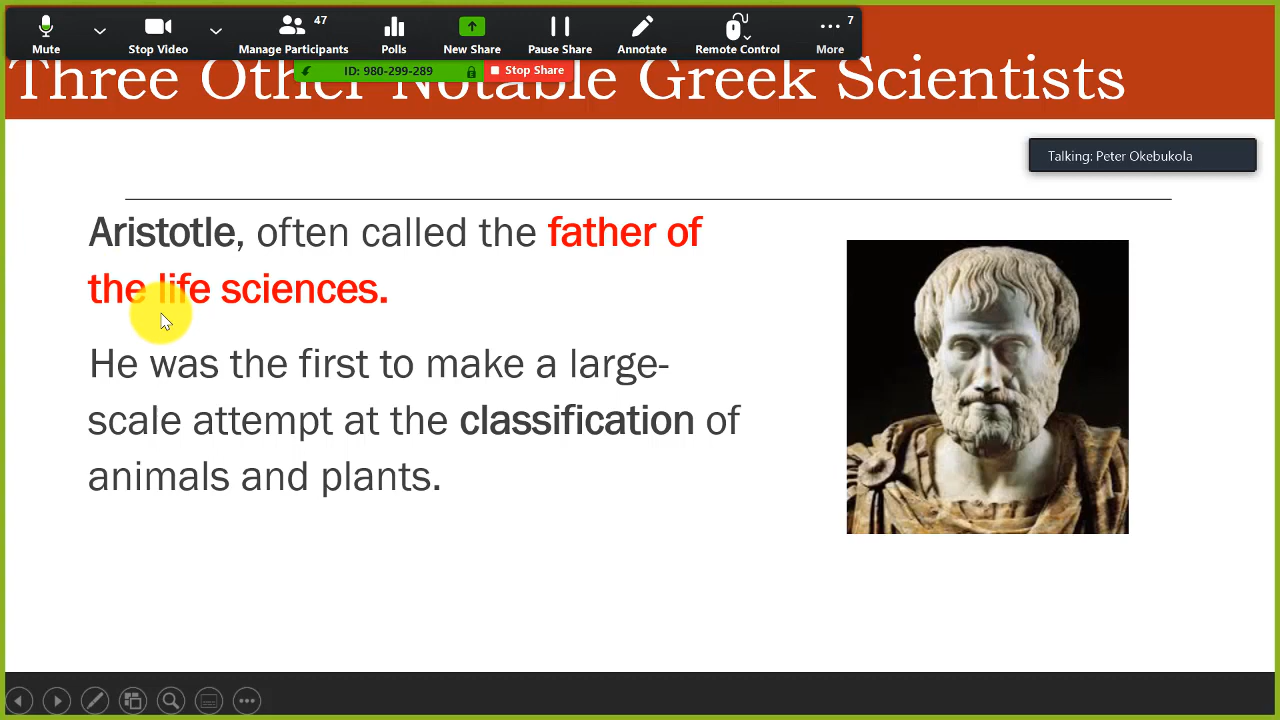 47
7
Mute
Stop Video
Manage Participants
Polls
New Share
Pause Share
Annotate
Remote Control
More
ID: 980-299-289
Stop Share
Three Other Notable Greek Scientists
Talking: Peter Okebukola
Aristotle, often called the father of
the life sciences.
He was the first to make a large-
scale attempt at the classification of
animals and plants.